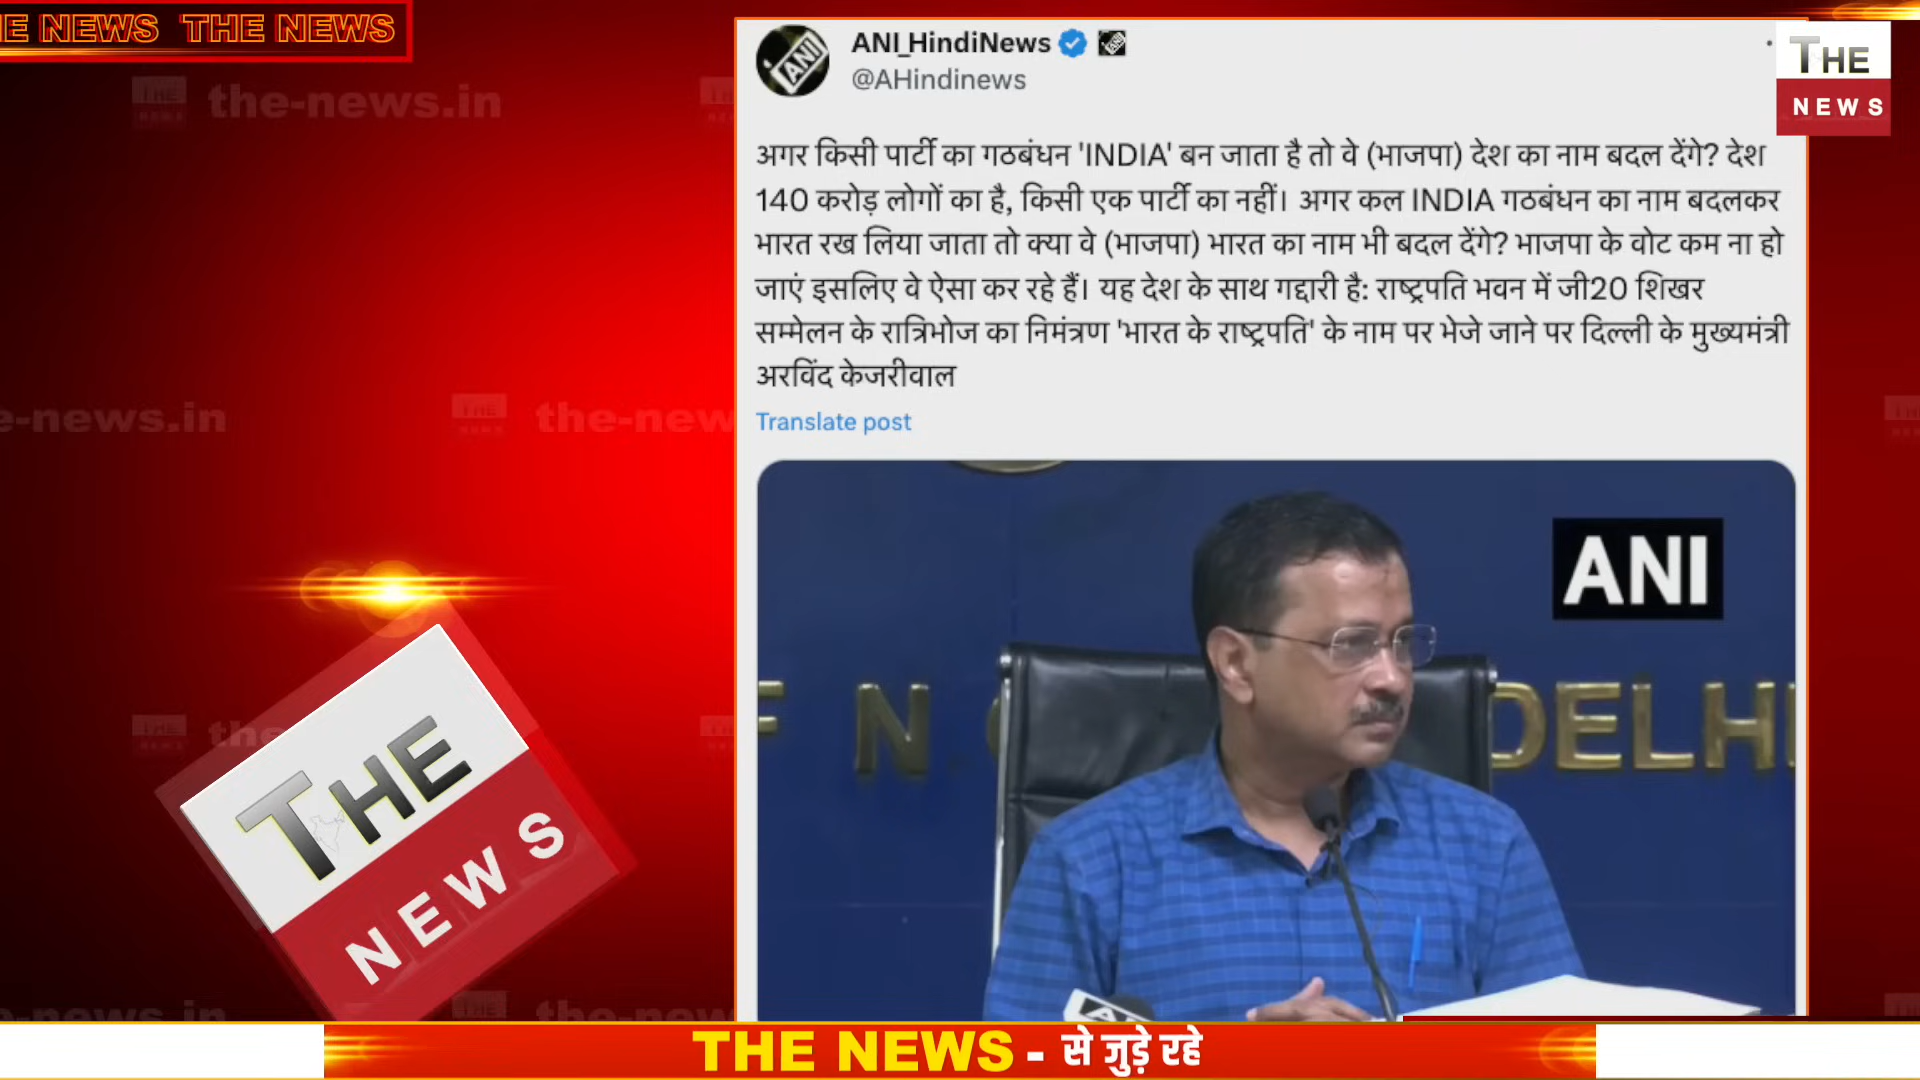 THE NEWS THE NEWS
the-news.in
ANI_HindiNews
@AHindinews
THE
NEWS
अगर किसी पार्टी का गठबंधन 'INDIA' बन जाता है तो वे (भाजपा) देश का नाम बदल देंगे? देश
140 करोड़ लोगों का है, किसी एक पार्टी का नहीं। अगर कल INDIA गठबंधन का नाम बदलकर
भारत रख लिया जाता तो क्या वे (भाजपा) भारत का नाम भी बदल देंगे? भाजपा के वोट कम ना हो
जाएं इसलिए वे ऐसा कर रहे हैं। यह देश के साथ गद्दारी है: राष्ट्रपति भवन में जी20 शिखर
सम्मेलन के रात्रिभोज का निमंत्रण 'भारत के राष्ट्रपति' के नाम पर भेजे जाने पर दिल्ली के मुख्यमंत्री
अरविंद केजरीवाल
Translate post
ANI
F N. DELHI
THE
NEWS
THE NEWS - से जुड़े रहे